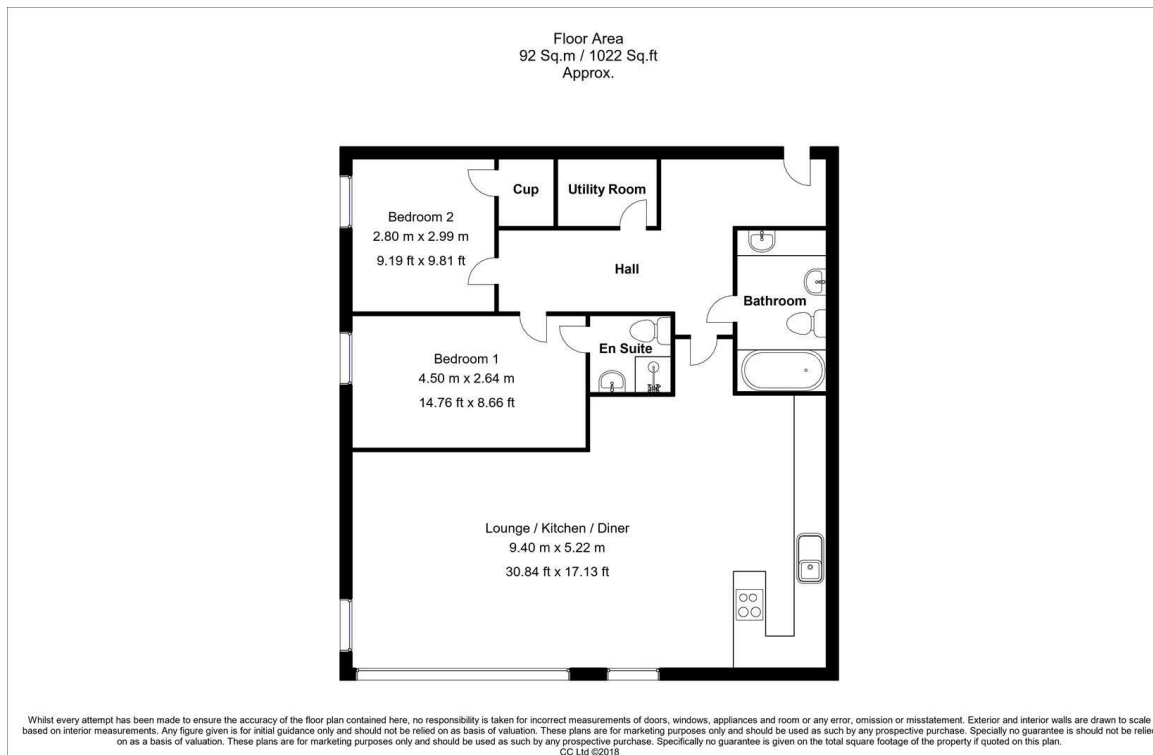 Floor Area
92 Sq.m / 1022 Sq.ft
Approx.
Cup
Utility Room
Bedroom 2
2.80 m x 2.99 m
9.19 ft x 9.81 ft
Hall
Bathroom
En Suite
Bedroom 1
4.50 m x 2.64 m
14.76 ft x 8.66 ft
Lounge / Kitchen / Diner
9.40 m x 5.22 m
30.84 ft x 17.13 ft
Whilst every attempt has been made to ensure the accuracy of the floor plan contained here, no responsibility is taken for incorrect measurements of doors, windows, appliances and room or any error, omission or misstatement. Exterior and interior walls are drawn to scale
based on interior measurements. Any figure given is for initial guidance only and should not be relied on as basis of valuation. These plans are for marketing purposes only and should be used as such by any prospective purchase. Specialy no guarantee is should not be relie
on as a basis of valuation. These plans are for marketing purposes only and should be used as such by any prospective purchase. Specifically no guarantee is given on the total square footage of the property if quoted on this plan.
CC Ltd ©2018